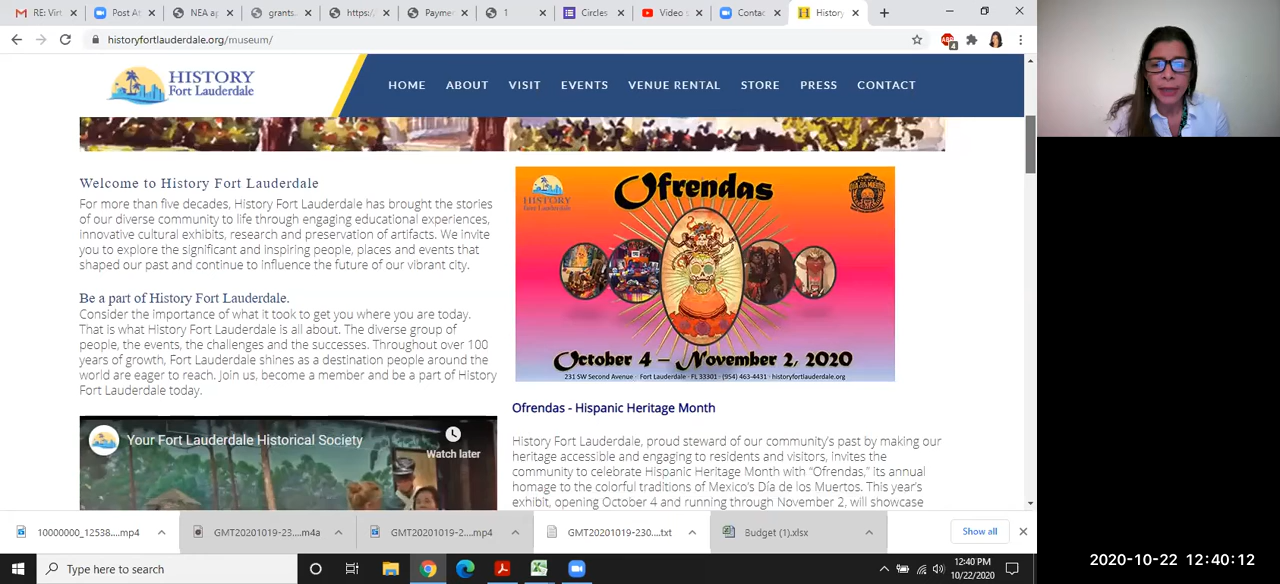 RE: Virt
Post At
NEA ap
grants.
https:/
Payme
1
Circles
Video s
Contac
History
historyfortlauderdale.org/museum/
ABP
4
HISTORY
Fort Lauderdale
HOME ABOUT VISIT EVENTS VENUE RENTAL STORE PRESS CONTACT
Welcome to History Fort Lauderdale
For more than five decades, History Fort Lauderdale has brought the stories
of our diverse community to life through engaging educational experiences,
innovative cultural exhibits, research and preservation of artifacts. We invite
you to explore the significant and inspiring people, places and events that
shaped our past and continue to influence the future of our vibrant city.
Be a part of History Fort Lauderdale.
Consider the importance of what it took to get you where you are today.
That is what History Fort Lauderdale is all about. The diverse group of
people, the events, the challenges and the successes. Throughout over 100
years of growth, Fort Lauderdale shines as a destination people around the
world are eager to reach. Join us, become a member and be a part of History
Fort Lauderdale today.
Your Fort Lauderdale Historical Society
Watch later
HISTORY
Ofrendas
October 4 – November 2, 2020
231 SW Second Avenue · Fort Lauderdale · FL 33301 · (954) 463-4431 · historyfortlauderdale.org
Ofrendas - Hispanic Heritage Month
History Fort Lauderdale, proud steward of our community's past by making our
heritage accessible and engaging to residents and visitors, invites the
community to celebrate Hispanic Heritage Month with "Ofrendas," its annual
homage to the colorful traditions of Mexico's Día de los Muertos. This year's
exhibit, opening October 4 and running through November 2, will showcase
10000000_12538....mp4
GMT20201019-23....m4a
GMT20201019-2....mp4
GMT20201019-230....txt
Budget (1).xlsx
Show all
Type here to search
12:40 PM
10/22/2020
2020-10-22 12:40:12